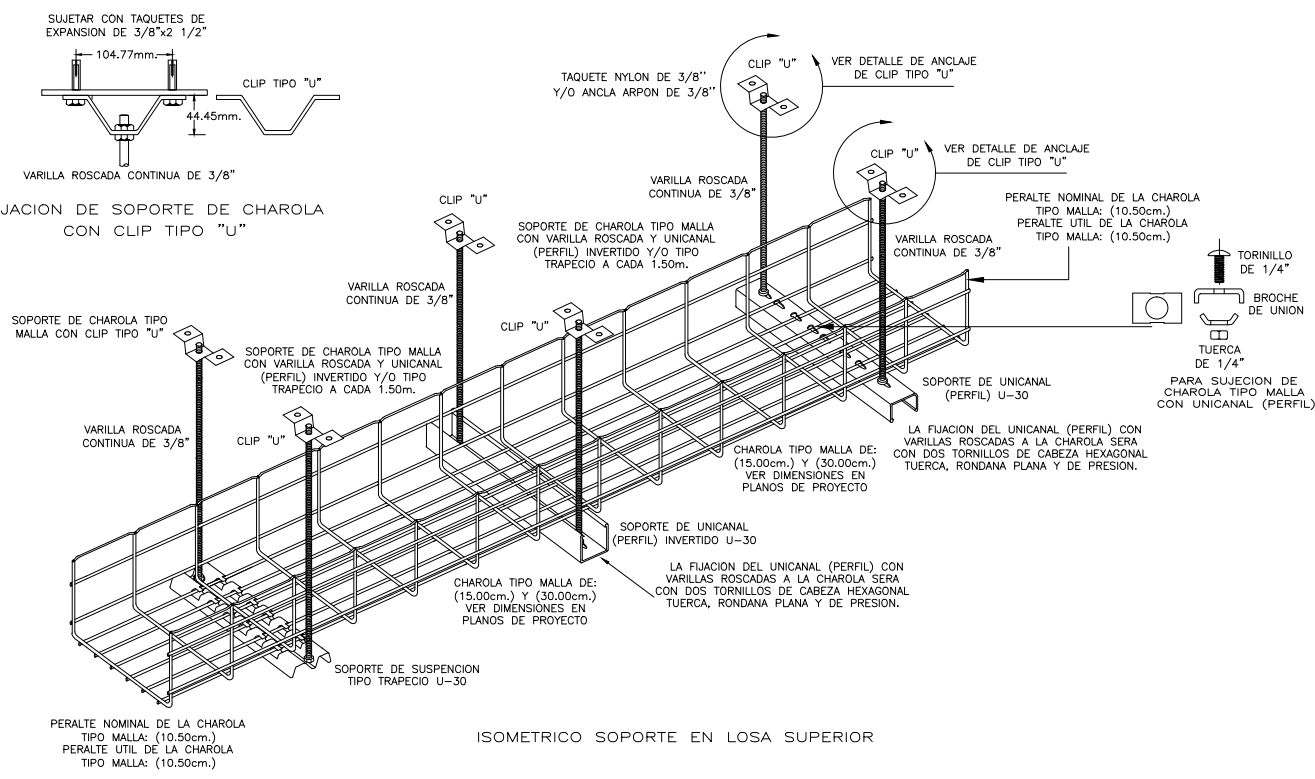 SUJETAR CON TAQUETES DE
EXPANSION DE 3/8"x2 1/2"
104.77mm.
CLIP TIPO "U"
44.45mm.
VARILLA ROSCADA CONTINUA DE 3/8"
JACION DE SOPORTE DE CHAROLA
CON CLIP TIPO "U"
TAQUETE NYLON DE 3/8''
Y/O ANCLA ARPON DE 3/8''
CLIP "U"
VER DETALLE DE ANCLAJE
DE CLIP TIPO "U"
CLIP "U"
VER DETALLE DE ANCLAJE
DE CLIP TIPO "U"
VARILLA ROSCADA
CONTINUA DE 3/8"
CLIP "U"
SOPORTE DE CHAROLA TIPO MALLA
CON VARILLA ROSCADA Y UNICANAL
(PERFIL) INVERTIDO Y/O TIPO
TRAPECIO A CADA 1.50m.
VARILLA ROSCADA
CONTINUA DE 3/8"
PERALTE NOMINAL DE LA CHAROLA
TIPO MALLA: (10.50cm.)
PERALTE UTIL DE LA CHAROLA
TIPO MALLA: (10.50cm.)
TORINILLO
DE 1/4"
BROCHE
DE UNION
TUERCA
DE 1/4"
PARA SUJECION DE
CHAROLA TIPO MALLA
CON UNICANAL (PERFIL)
VARILLA ROSCADA
CONTINUA DE 3/8"
SOPORTE DE CHAROLA TIPO
MALLA CON CLIP TIPO "U"
CLIP "U"
SOPORTE DE CHAROLA TIPO MALLA
CON VARILLA ROSCADA Y UNICANAL
(PERFIL) INVERTIDO Y/O TIPO
TRAPECIO A CADA 1.50m.
VARILLA ROSCADA
CONTINUA DE 3/8"
CLIP "U"
SOPORTE DE UNICANAL
(PERFIL) U-30
LA FIJACION DEL UNICANAL (PERFIL) CON
VARILLAS ROSCADAS A LA CHAROLA SERA
CON DOS TORNILLOS DE CABEZA HEXAGONAL
TUERCA, RONDANA PLANA Y DE PRESION.
CHAROLA TIPO MALLA DE:
(15.00cm.) Y (30.00cm.)
VER DIMENSIONES EN
PLANOS DE PROYECTO
SOPORTE DE UNICANAL
(PERFIL) INVERTIDO U-30
LA FIJACION DEL UNICANAL (PERFIL) CON
VARILLAS ROSCADAS A LA CHAROLA SERA
CON DOS TORNILLOS DE CABEZA HEXAGONAL
TUERCA, RONDANA PLANA Y DE PRESION.
CHAROLA TIPO MALLA DE:
(15.00cm.) Y (30.00cm.)
VER DIMENSIONES EN
PLANOS DE PROYECTO
SOPORTE DE SUSPENCION
TIPO TRAPECIO U-30
PERALTE NOMINAL DE LA CHAROLA
TIPO MALLA: (10.50cm.)
PERALTE UTIL DE LA CHAROLA
TIPO MALLA: (10.50cm.)
ISOMETRICO SOPORTE EN LOSA SUPERIOR